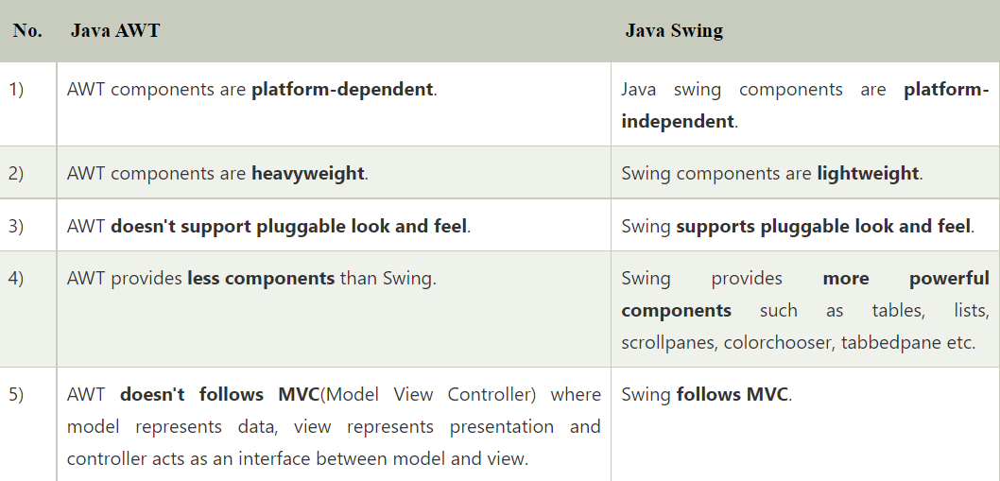 No. Java AWT Java Swing
1) AWT components are platform-dependent. Java swing components are platform-
independent.
2) AWT components are heavyweight. Swing components are lightweight.
3) AWT doesn't support pluggable look and feel. Swing supports pluggable look and feel.
4) AWT provides less components than Swing. Swing provides more powerful
components such as tables, lists,
scrollpanes, colorchooser, tabbedpane etc.
5) AWT doesn't follows MVC(Model View Controller) where Swing follows MVC.
model represents data, view represents presentation and
controller acts as an interface between model and view.